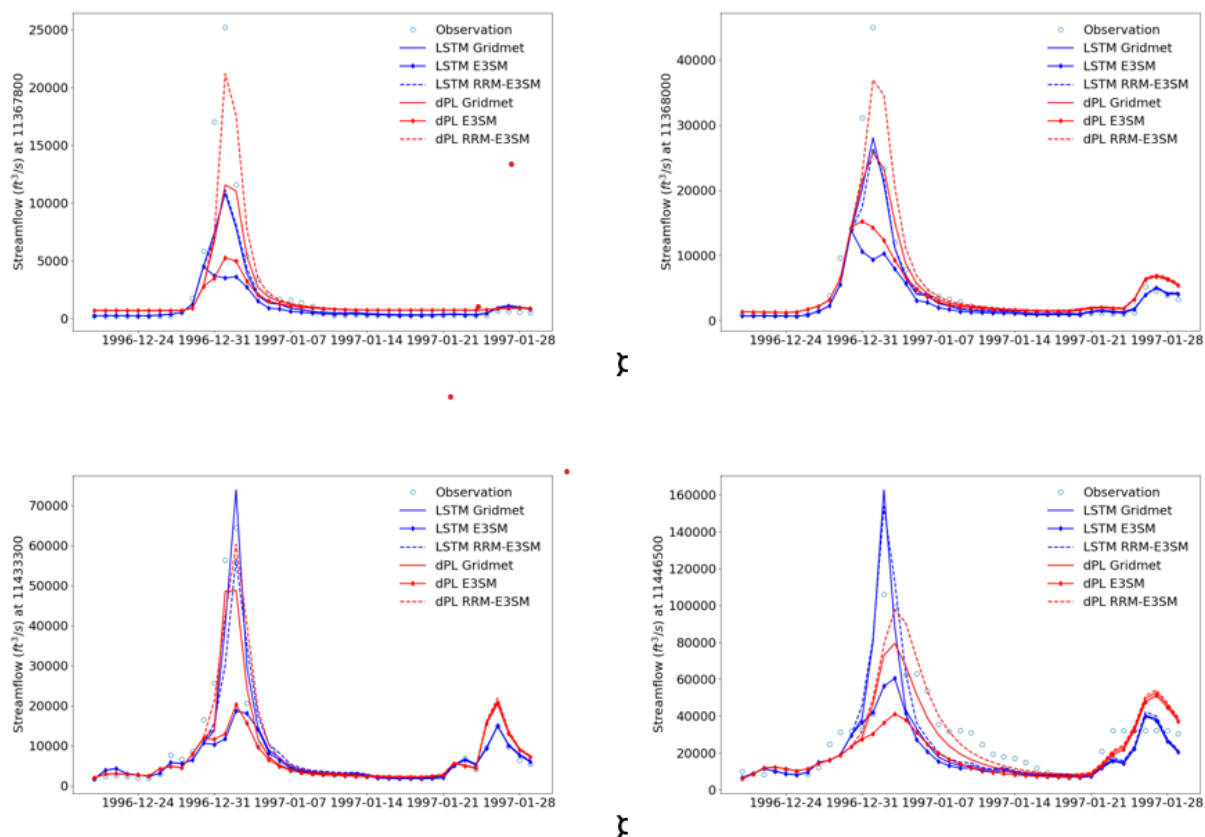 25000
20000
15000
10000
5000
0
Streamflow (ft³/s) at 11367800
Observation
LSTM Gridmet
LSTM E3SM
LSTM RRM-E3SM
dPL Gridmet
dPL E3SM
dPL RRM-E3SM
1996-12-24 1996-12-31 1997-01-07 1997-01-14 1997-01-21 1997-01-28
40000
30000
20000
10000
0
Streamflow (ft³/s) at 11368000
Observation
LSTM Gridmet
LSTM E3SM
LSTM RRM-E3SM
dPL Gridmet
dPL E3SM
dPL RRM-E3SM
1996-12-24 1996-12-31 1997-01-07 1997-01-14 1997-01-21 1997-01-28
70000
60000
50000
40000
30000
20000
10000
0
Streamflow (ft³/s) at 11433300
Observation
LSTM Gridmet
LSTM E3SM
LSTM RRM-E3SM
dPL Gridmet
dPL E3SM
dPL RRM-E3SM
1996-12-24 1996-12-31 1997-01-07 1997-01-14 1997-01-21 1997-01-28
160000
140000
120000
100000
80000
60000
40000
20000
0
Streamflow (ft³/s) at 11446500
Observation
LSTM Gridmet
LSTM E3SM
LSTM RRM-E3SM
dPL Gridmet
dPL E3SM
dPL RRM-E3SM
1996-12-24 1996-12-31 1997-01-07 1997-01-14 1997-01-21 1997-01-28